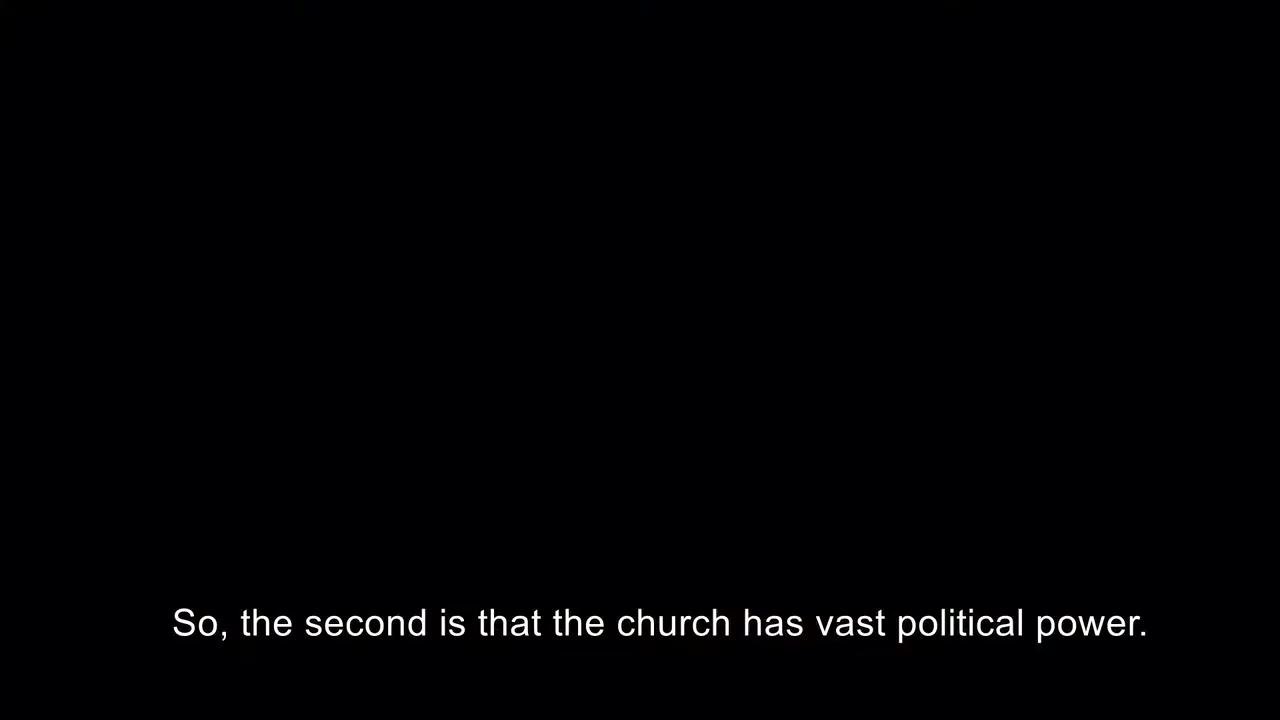 So, the second is that the church has vast political power.